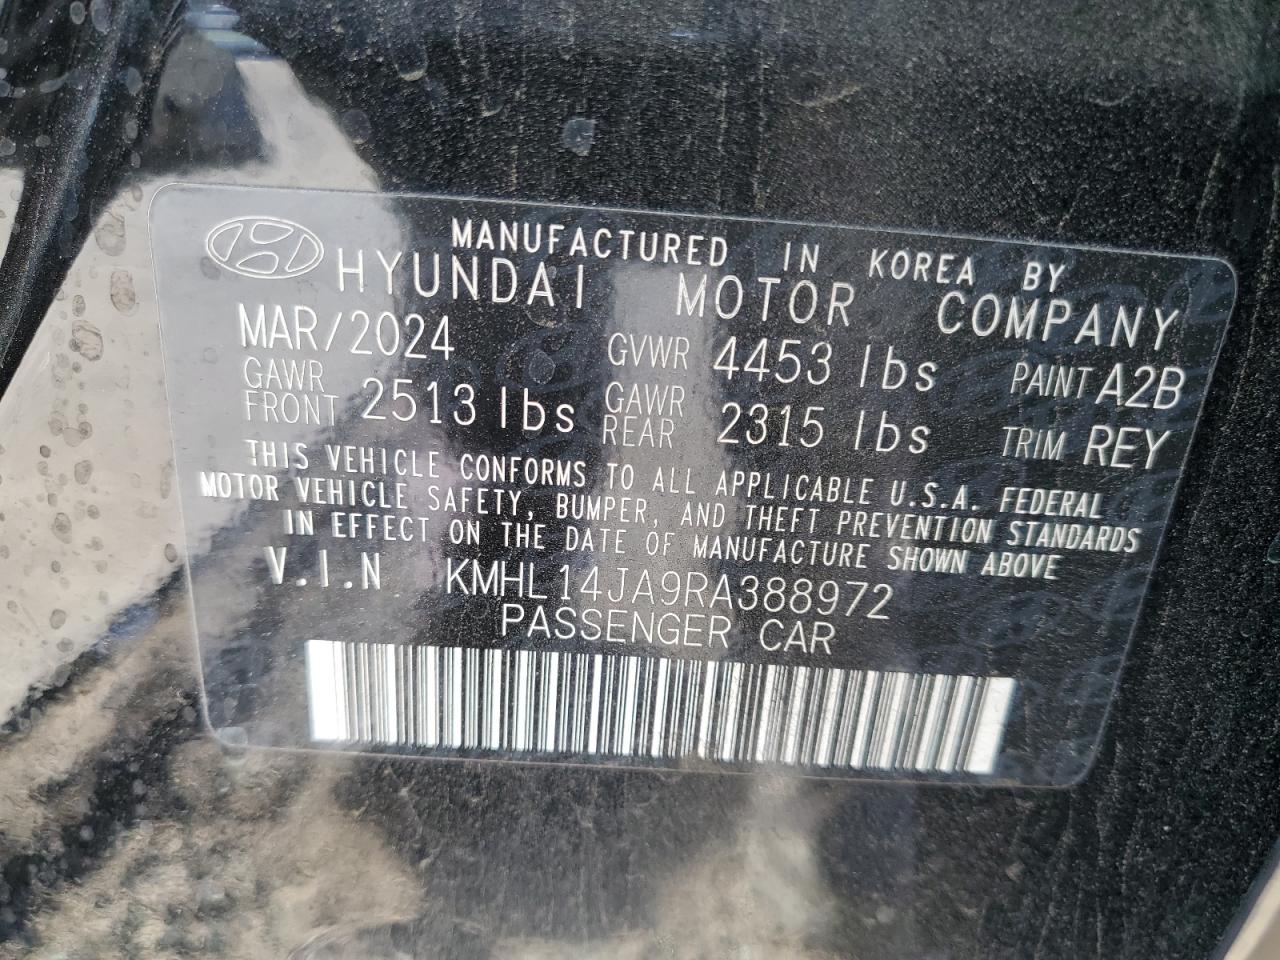 MANUFACTURED IN KOREA BY
HYUNDAI MOTOR COMPANY
MAR/2024 GVWR 4453 lbs PAINT A2B
GAWR FRONT 2513 lbs GAWR REAR 2315 lbs TRIM REY
THIS VEHICLE CONFORMS TO ALL APPLICABLE U.S.A. FEDERAL
MOTOR VEHICLE SAFETY, BUMPER, AND THEFT PREVENTION STANDARDS
IN EFFECT ON THE DATE OF MANUFACTURE SHOWN ABOVE
V.I.N KMHL14JA9RA388972
PASSENGER CAR